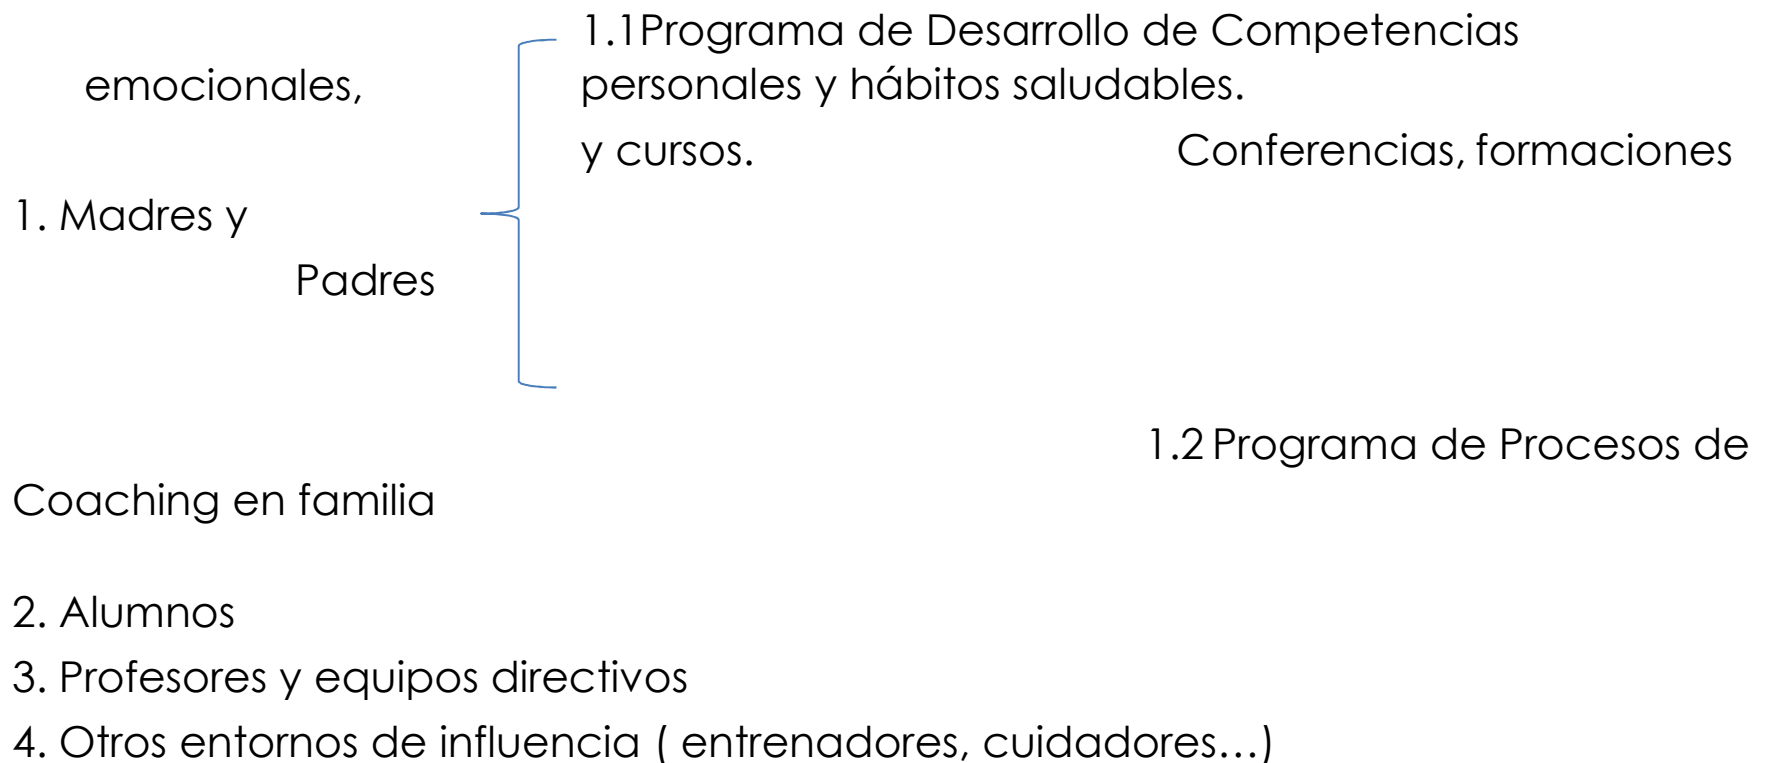 1.1Programa de Desarrollo de Competencias
emocionales, personales y hábitos saludables.
y cursos. Conferencias, formaciones
1. Madres y
Padres
1.2 Programa de Procesos de
Coaching en familia
2. Alumnos
3. Profesores y equipos directivos
4. Otros entornos de influencia ( entrenadores, cuidadores…)